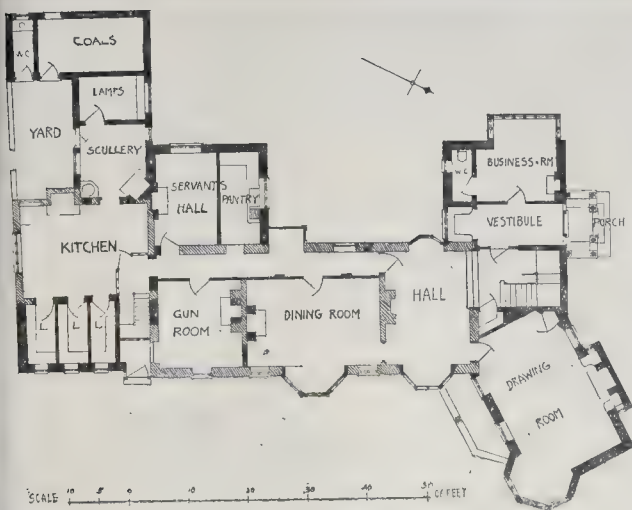 COALS
W.C
LAMPS
YARD
SCULLERY
SERVANTS
HALL
PANTRY
W.C
BUSINESS·RM
VESTIBULE
PORCH
KITCHEN
HALL
GUN
ROOM
DINING ROOM
L
L
L
DRAWING
ROOM
SCALE 10 5 0 10 20 30 40 50 OF FEET